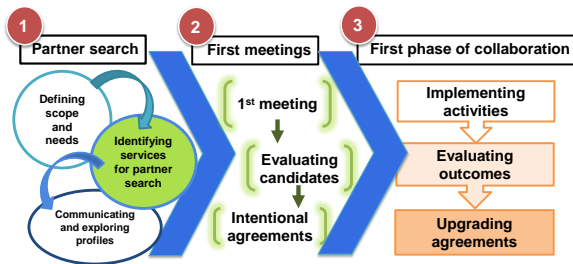 1
Partner search
Defining
scope
and
needs
Identifying
services
for partner
search
Communicating
and exploring
profiles
2
First meetings
1st meeting
Evaluating
candidates
Intentional
agreements
3
First phase of collaboration
Implementing
activities
Evaluating
outcomes
Upgrading
agreements